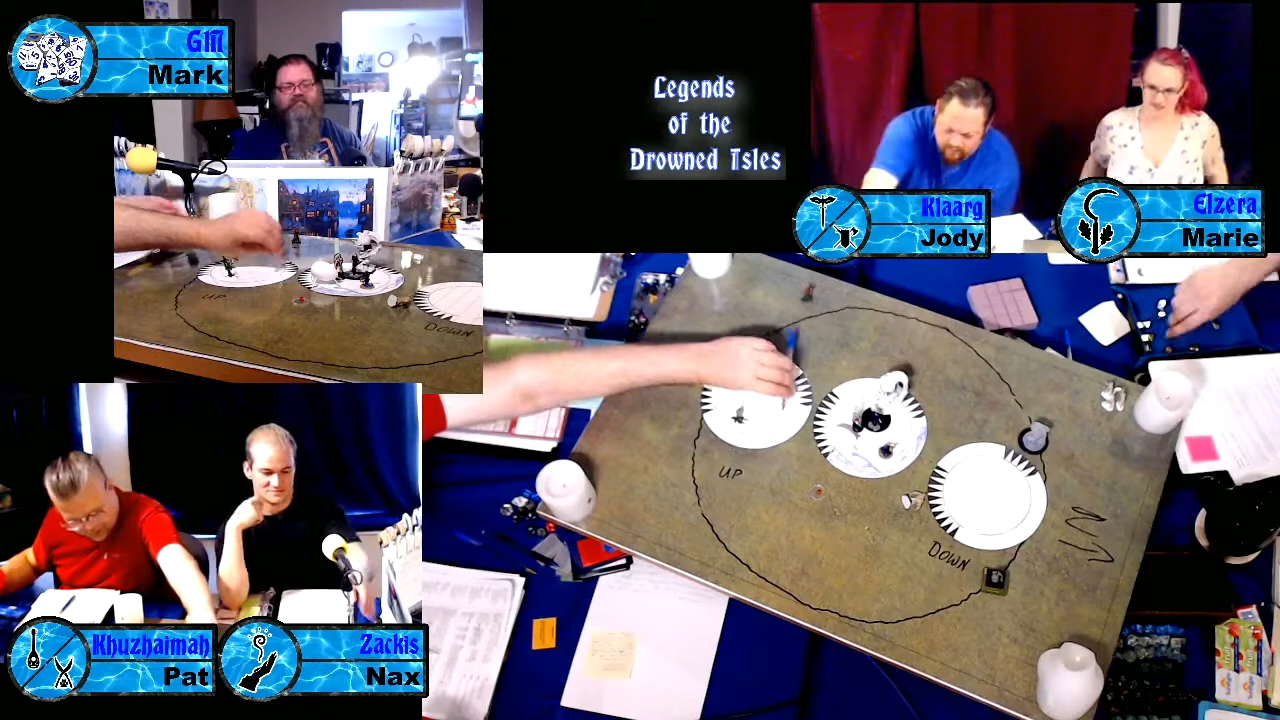 GM
Mark
Legends
of the
Drowned Isles
Klaarg
Jody
Elzera
Marie
UP
DOWN
UP
DOWN
N
Khuzhaimah
Pat
Zackis
Nax